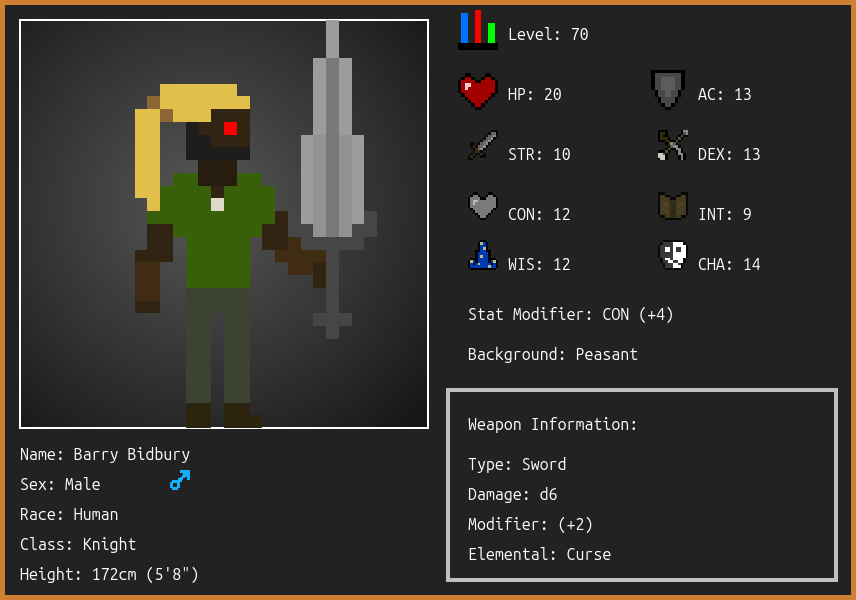 Level: 70
HP: 20
AC: 13
STR: 10
DEX: 13
CON: 12
INT: 9
WIS: 12
CHA: 14
Stat Modifier: CON (+4)
Background: Peasant
Weapon Information:
Type: Sword
Damage: d6
Modifier: (+2)
Elemental: Curse
Name: Barry Bidbury
Sex: Male
Race: Human
Class: Knight
Height: 172cm (5'8")